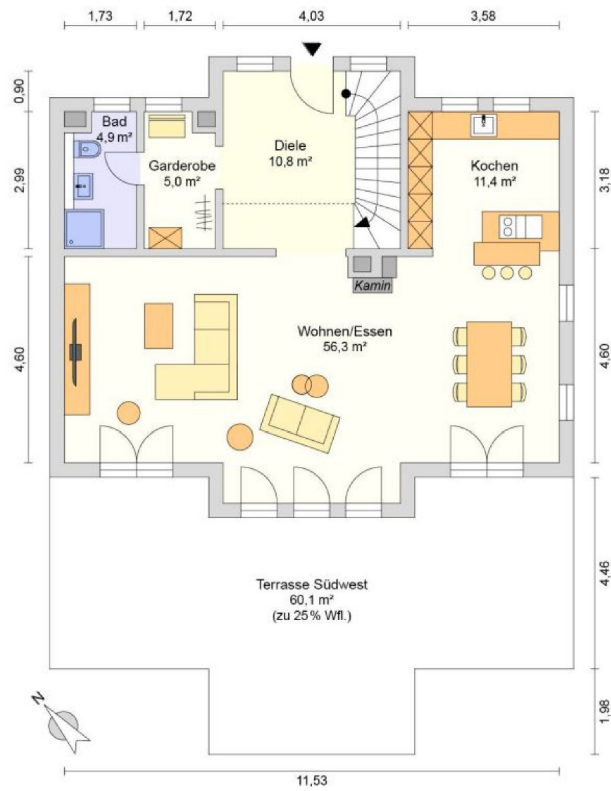 1,73
1,72
4,03
3,58
0,90
2,99
4,60
3,18
4,60
4,46
1,98
Bad
4,9 m²
Garderobe
5,0 m²
Diele
10,8 m²
Kochen
11,4 m²
Kamin
Wohnen/Essen
56,3 m²
Terrasse Südwest
60,1 m²
(zu 25% Wfl.)
N
11,53